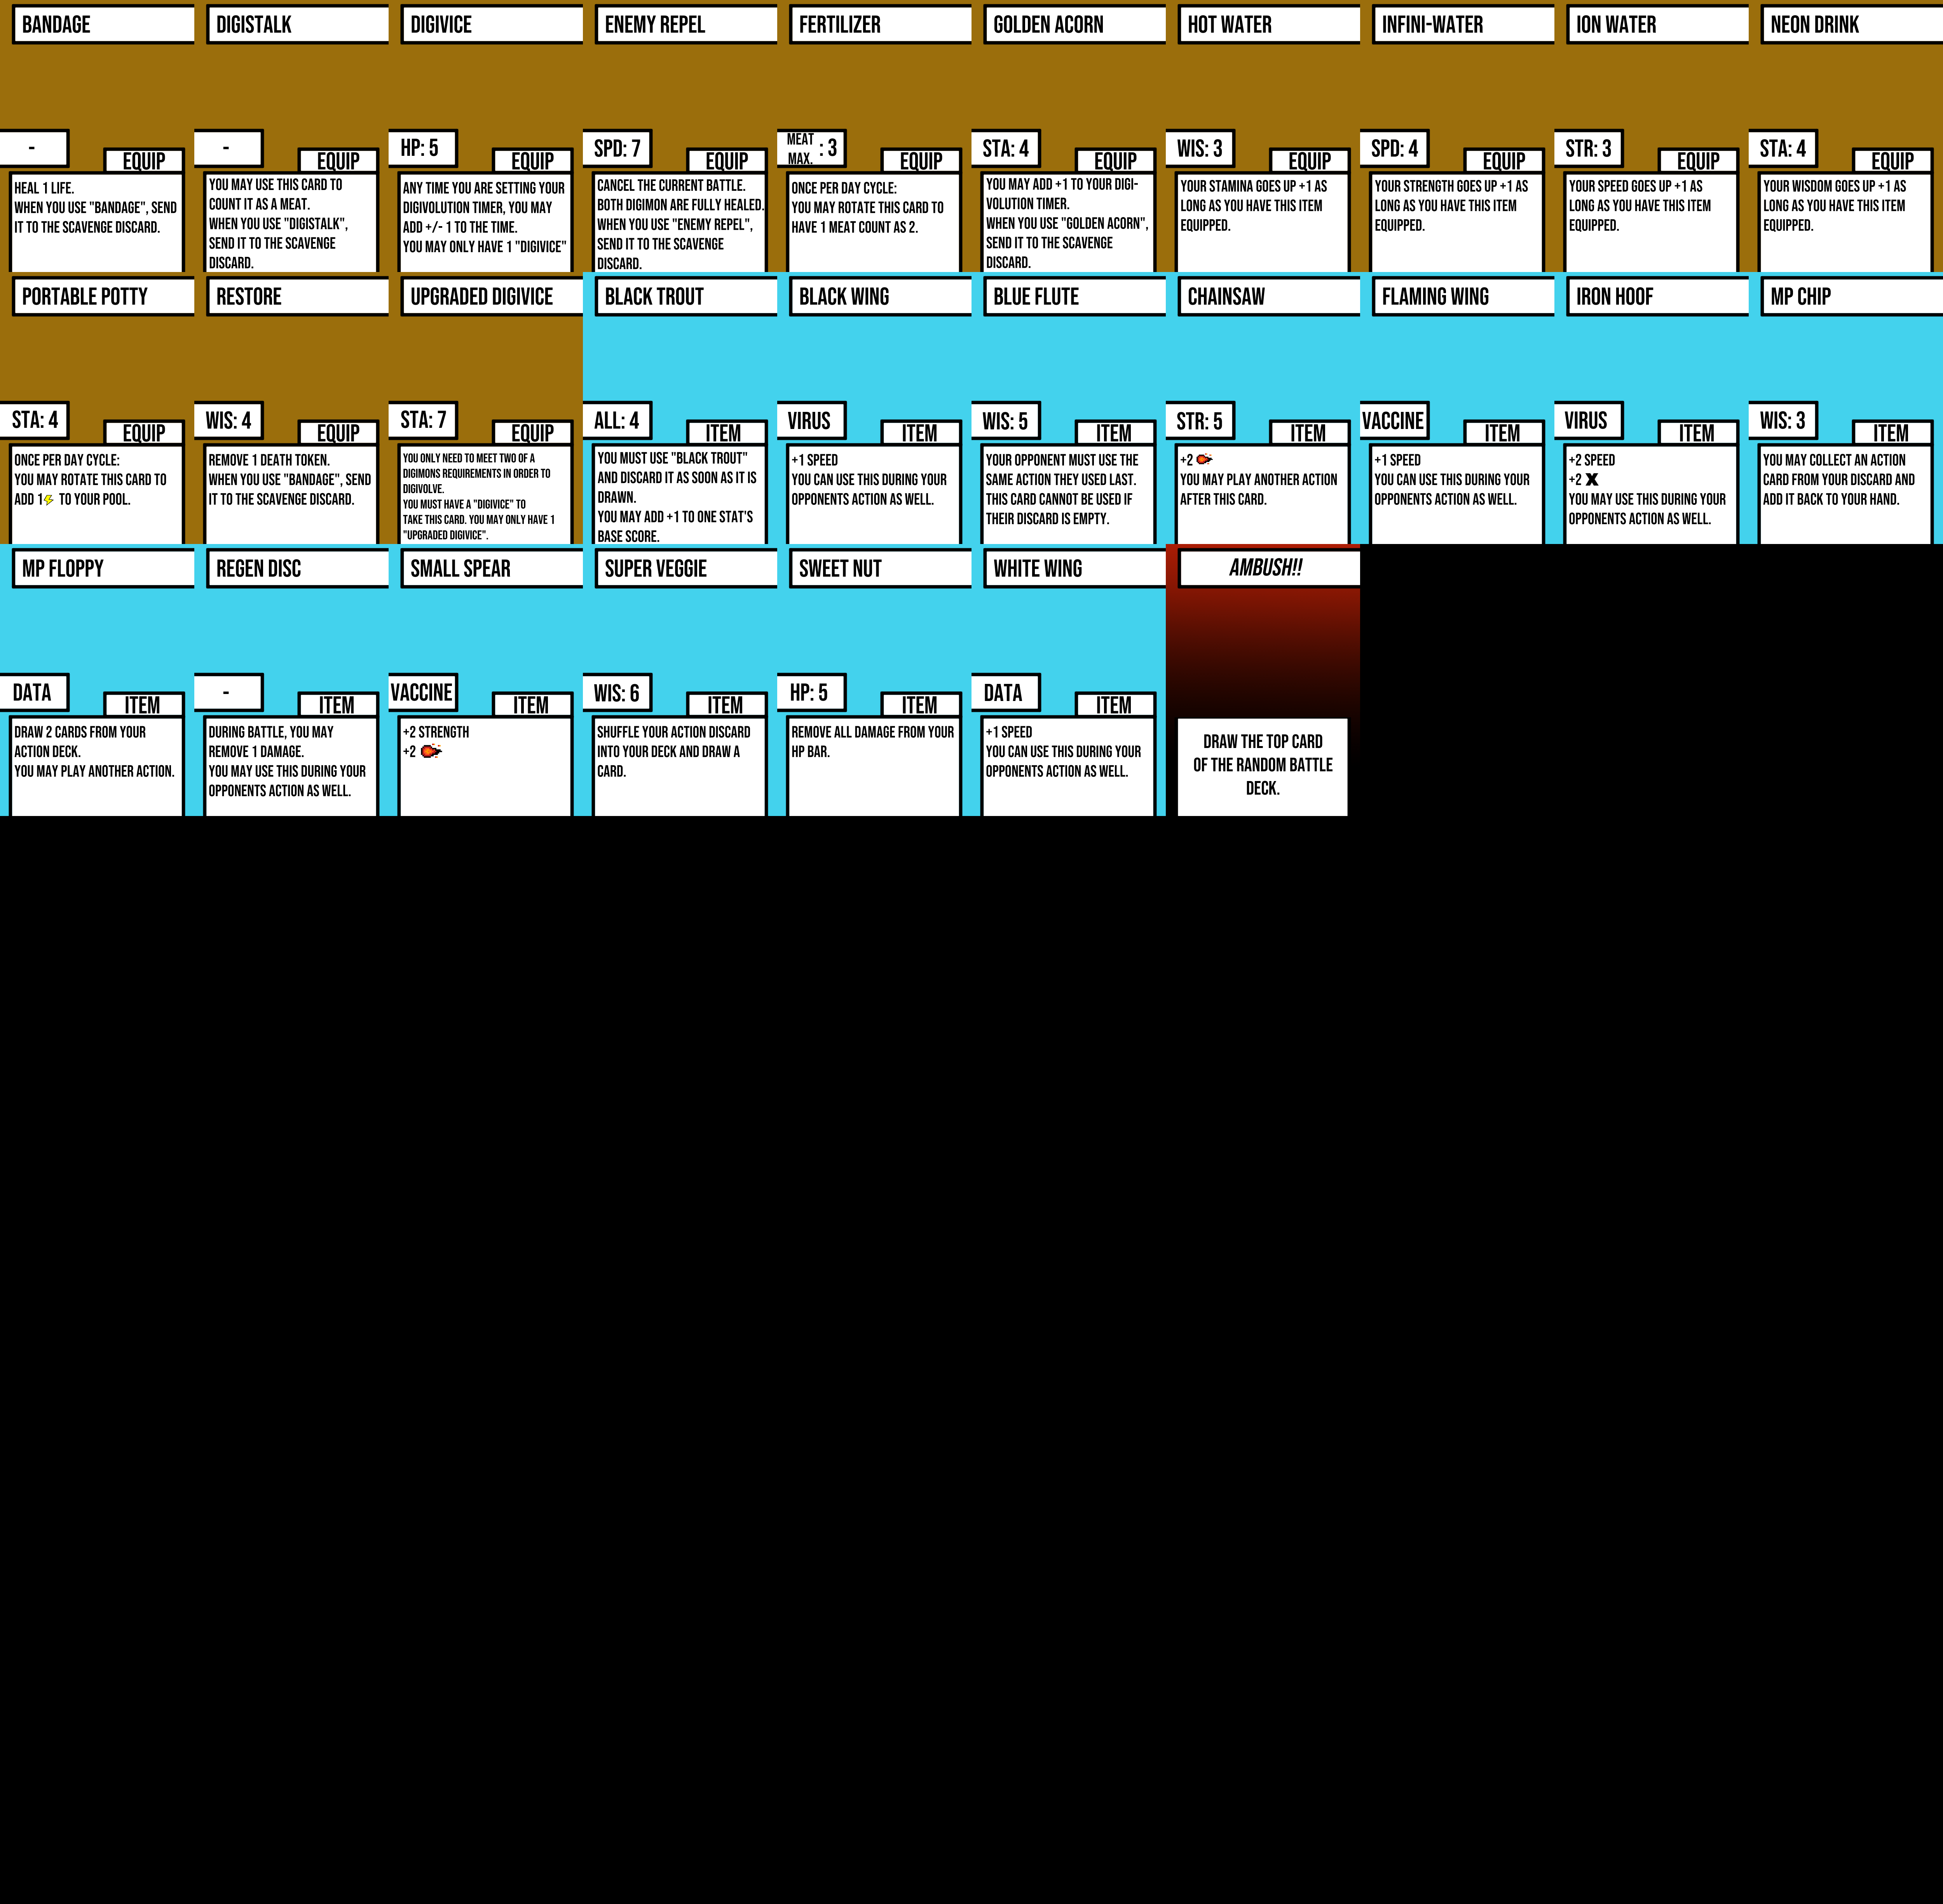 BANDAGE
-
EQUIP
HEAL 1 LIFE.
WHEN YOU USE "BANDAGE", SEND
IT TO THE SCAVENGE DISCARD.
DIGISTALK
-
EQUIP
YOU MAY USE THIS CARD TO
COUNT IT AS A MEAT.
WHEN YOU USE "DIGISTALK",
SEND IT TO THE SCAVENGE
DISCARD.
DIGIVICE
HP: 5
EQUIP
ANY TIME YOU ARE SETTING YOUR
DIGIVOLUTION TIMER, YOU MAY
ADD +/- 1 TO THE TIME.
YOU MAY ONLY HAVE 1 "DIGIVICE"
ENEMY REPEL
SPD: 7
EQUIP
CANCEL THE CURRENT BATTLE.
BOTH DIGIMON ARE FULLY HEALED.
WHEN YOU USE "ENEMY REPEL",
SEND IT TO THE SCAVENGE
DISCARD.
FERTILIZER
MEAT
MAX. : 3
EQUIP
ONCE PER DAY CYCLE:
YOU MAY ROTATE THIS CARD TO
HAVE 1 MEAT COUNT AS 2.
GOLDEN ACORN
STA: 4
EQUIP
YOU MAY ADD +1 TO YOUR DIGI-
VOLUTION TIMER.
WHEN YOU USE "GOLDEN ACORN",
SEND IT TO THE SCAVENGE
DISCARD.
HOT WATER
WIS: 3
EQUIP
YOUR STAMINA GOES UP +1 AS
LONG AS YOU HAVE THIS ITEM
EQUIPPED.
INFINI-WATER
SPD: 4
EQUIP
YOUR STRENGTH GOES UP +1 AS
LONG AS YOU HAVE THIS ITEM
EQUIPPED.
ION WATER
STR: 3
EQUIP
YOUR SPEED GOES UP +1 AS
LONG AS YOU HAVE THIS ITEM
EQUIPPED.
NEON DRINK
STA: 4
EQUIP
YOUR WISDOM GOES UP +1 AS
LONG AS YOU HAVE THIS ITEM
EQUIPPED.
PORTABLE POTTY
STA: 4
EQUIP
ONCE PER DAY CYCLE:
YOU MAY ROTATE THIS CARD TO
ADD 1 TO YOUR POOL.
RESTORE
WIS: 4
EQUIP
REMOVE 1 DEATH TOKEN.
WHEN YOU USE "BANDAGE", SEND
IT TO THE SCAVENGE DISCARD.
UPGRADED DIGIVICE
STA: 7
EQUIP
YOU ONLY NEED TO MEET TWO OF A
DIGIMONS REQUIREMENTS IN ORDER TO
DIGIVOLVE.
YOU MUST HAVE A "DIGIVICE" TO
TAKE THIS CARD. YOU MAY ONLY HAVE 1
"UPGRADED DIGIVICE".
BLACK TROUT
ALL: 4
ITEM
YOU MUST USE "BLACK TROUT"
AND DISCARD IT AS SOON AS IT IS
DRAWN.
YOU MAY ADD +1 TO ONE STAT'S
BASE SCORE.
BLACK WING
VIRUS
ITEM
+1 SPEED
YOU CAN USE THIS DURING YOUR
OPPONENTS ACTION AS WELL.
BLUE FLUTE
WIS: 5
ITEM
YOUR OPPONENT MUST USE THE
SAME ACTION THEY USED LAST.
THIS CARD CANNOT BE USED IF
THEIR DISCARD IS EMPTY.
CHAINSAW
STR: 5
ITEM
+2
YOU MAY PLAY ANOTHER ACTION
AFTER THIS CARD.
FLAMING WING
VACCINE
ITEM
+1 SPEED
YOU CAN USE THIS DURING YOUR
OPPONENTS ACTION AS WELL.
IRON HOOF
VIRUS
ITEM
+2 SPEED
+2 X
YOU MAY USE THIS DURING YOUR
OPPONENTS ACTION AS WELL.
MP CHIP
WIS: 3
ITEM
YOU MAY COLLECT AN ACTION
CARD FROM YOUR DISCARD AND
ADD IT BACK TO YOUR HAND.
MP FLOPPY
DATA
ITEM
DRAW 2 CARDS FROM YOUR
ACTION DECK.
YOU MAY PLAY ANOTHER ACTION.
REGEN DISC
-
ITEM
DURING BATTLE, YOU MAY
REMOVE 1 DAMAGE.
YOU MAY USE THIS DURING YOUR
OPPONENTS ACTION AS WELL.
SMALL SPEAR
VACCINE
ITEM
+2 STRENGTH
+2
SUPER VEGGIE
WIS: 6
ITEM
SHUFFLE YOUR ACTION DISCARD
INTO YOUR DECK AND DRAW A
CARD.
SWEET NUT
HP: 5
ITEM
REMOVE ALL DAMAGE FROM YOUR
HP BAR.
WHITE WING
DATA
ITEM
+1 SPEED
YOU CAN USE THIS DURING YOUR
OPPONENTS ACTION AS WELL.
AMBUSH!!
DRAW THE TOP CARD
OF THE RANDOM BATTLE
DECK.